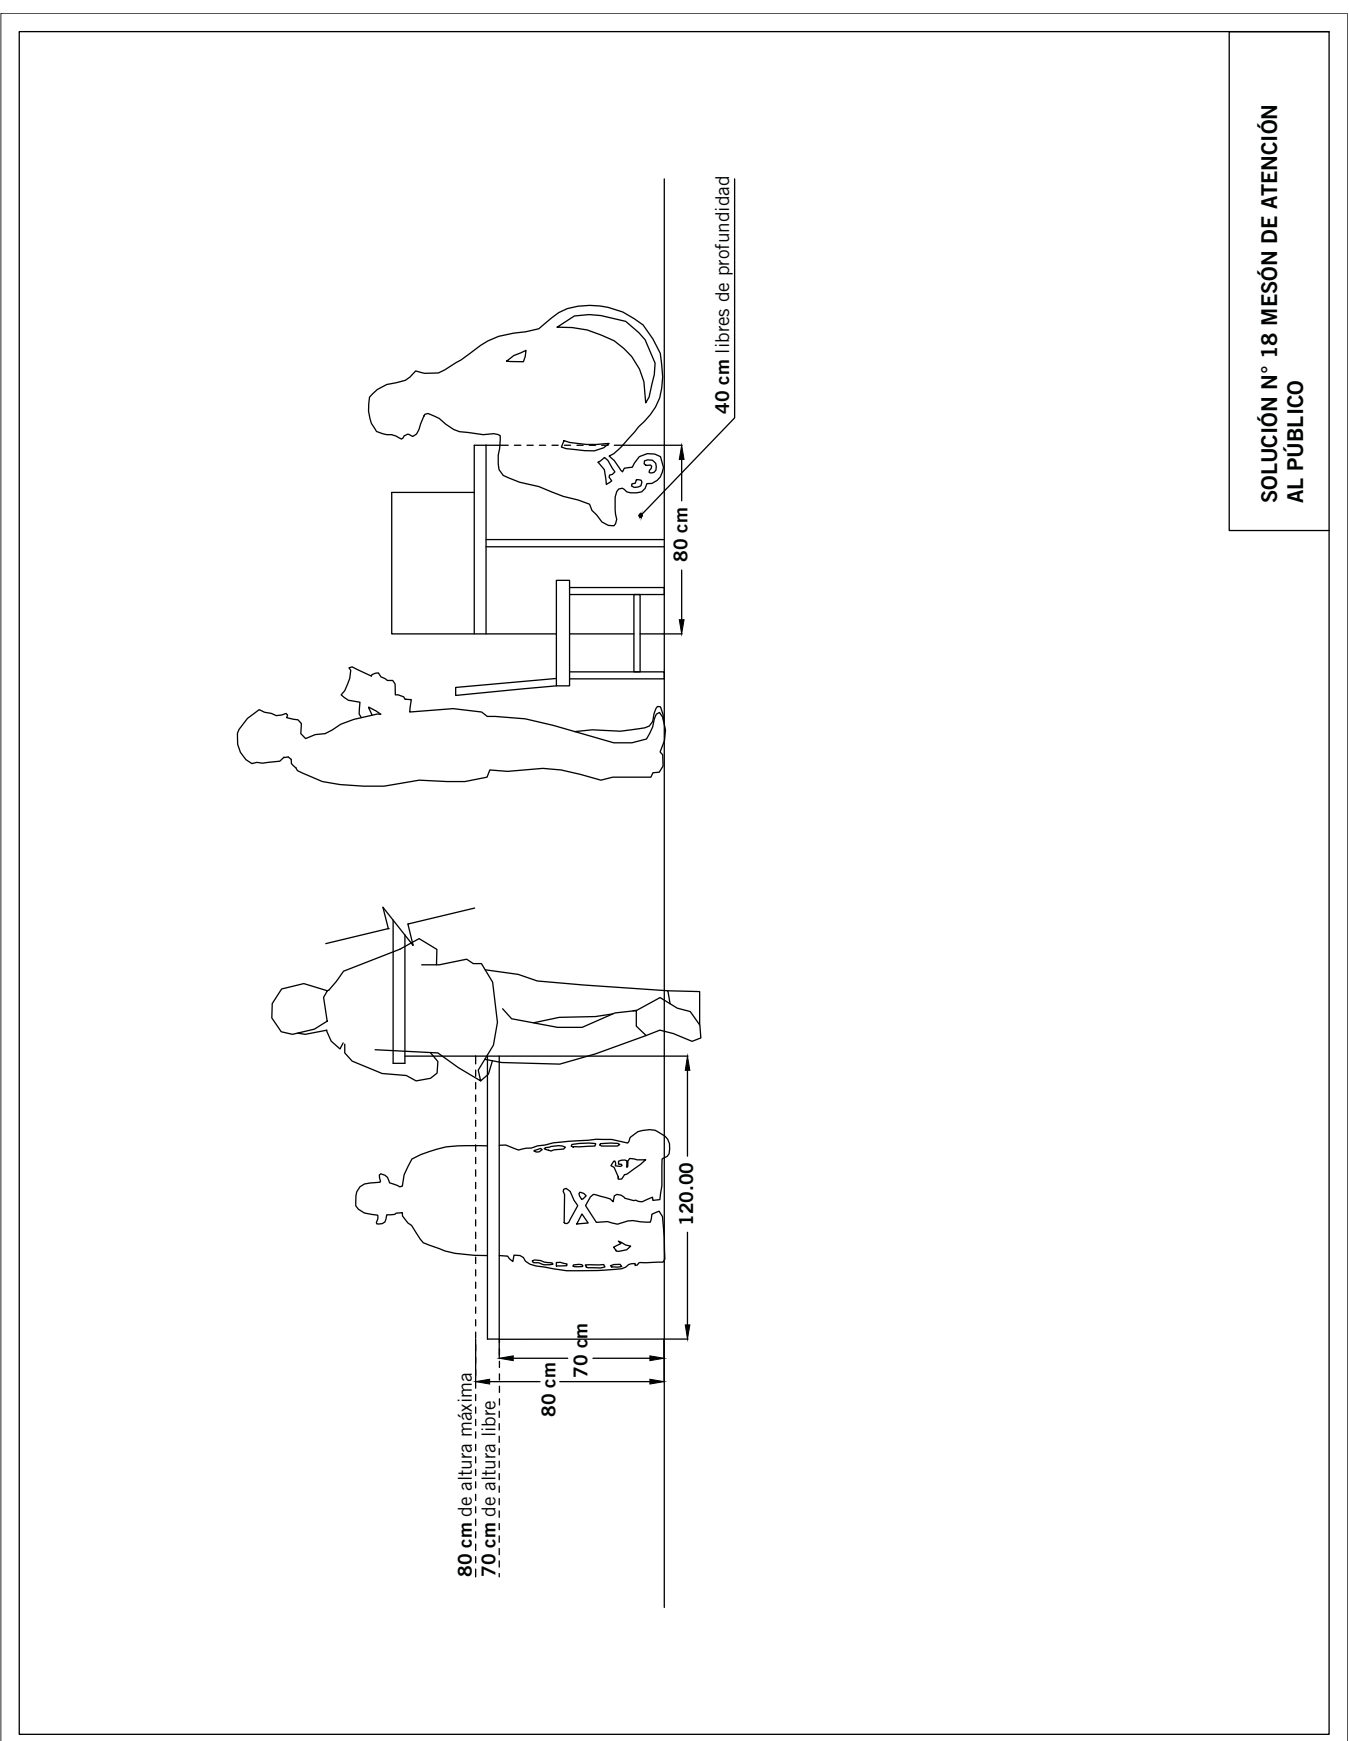 80 cm de altura máxima
70 cm de altura libre
80 cm
70 cm
120.00
80 cm
40 cm libres de profundidad
SOLUCIÓN N° 18 MESÓN DE ATENCIÓN
AL PÚBLICO